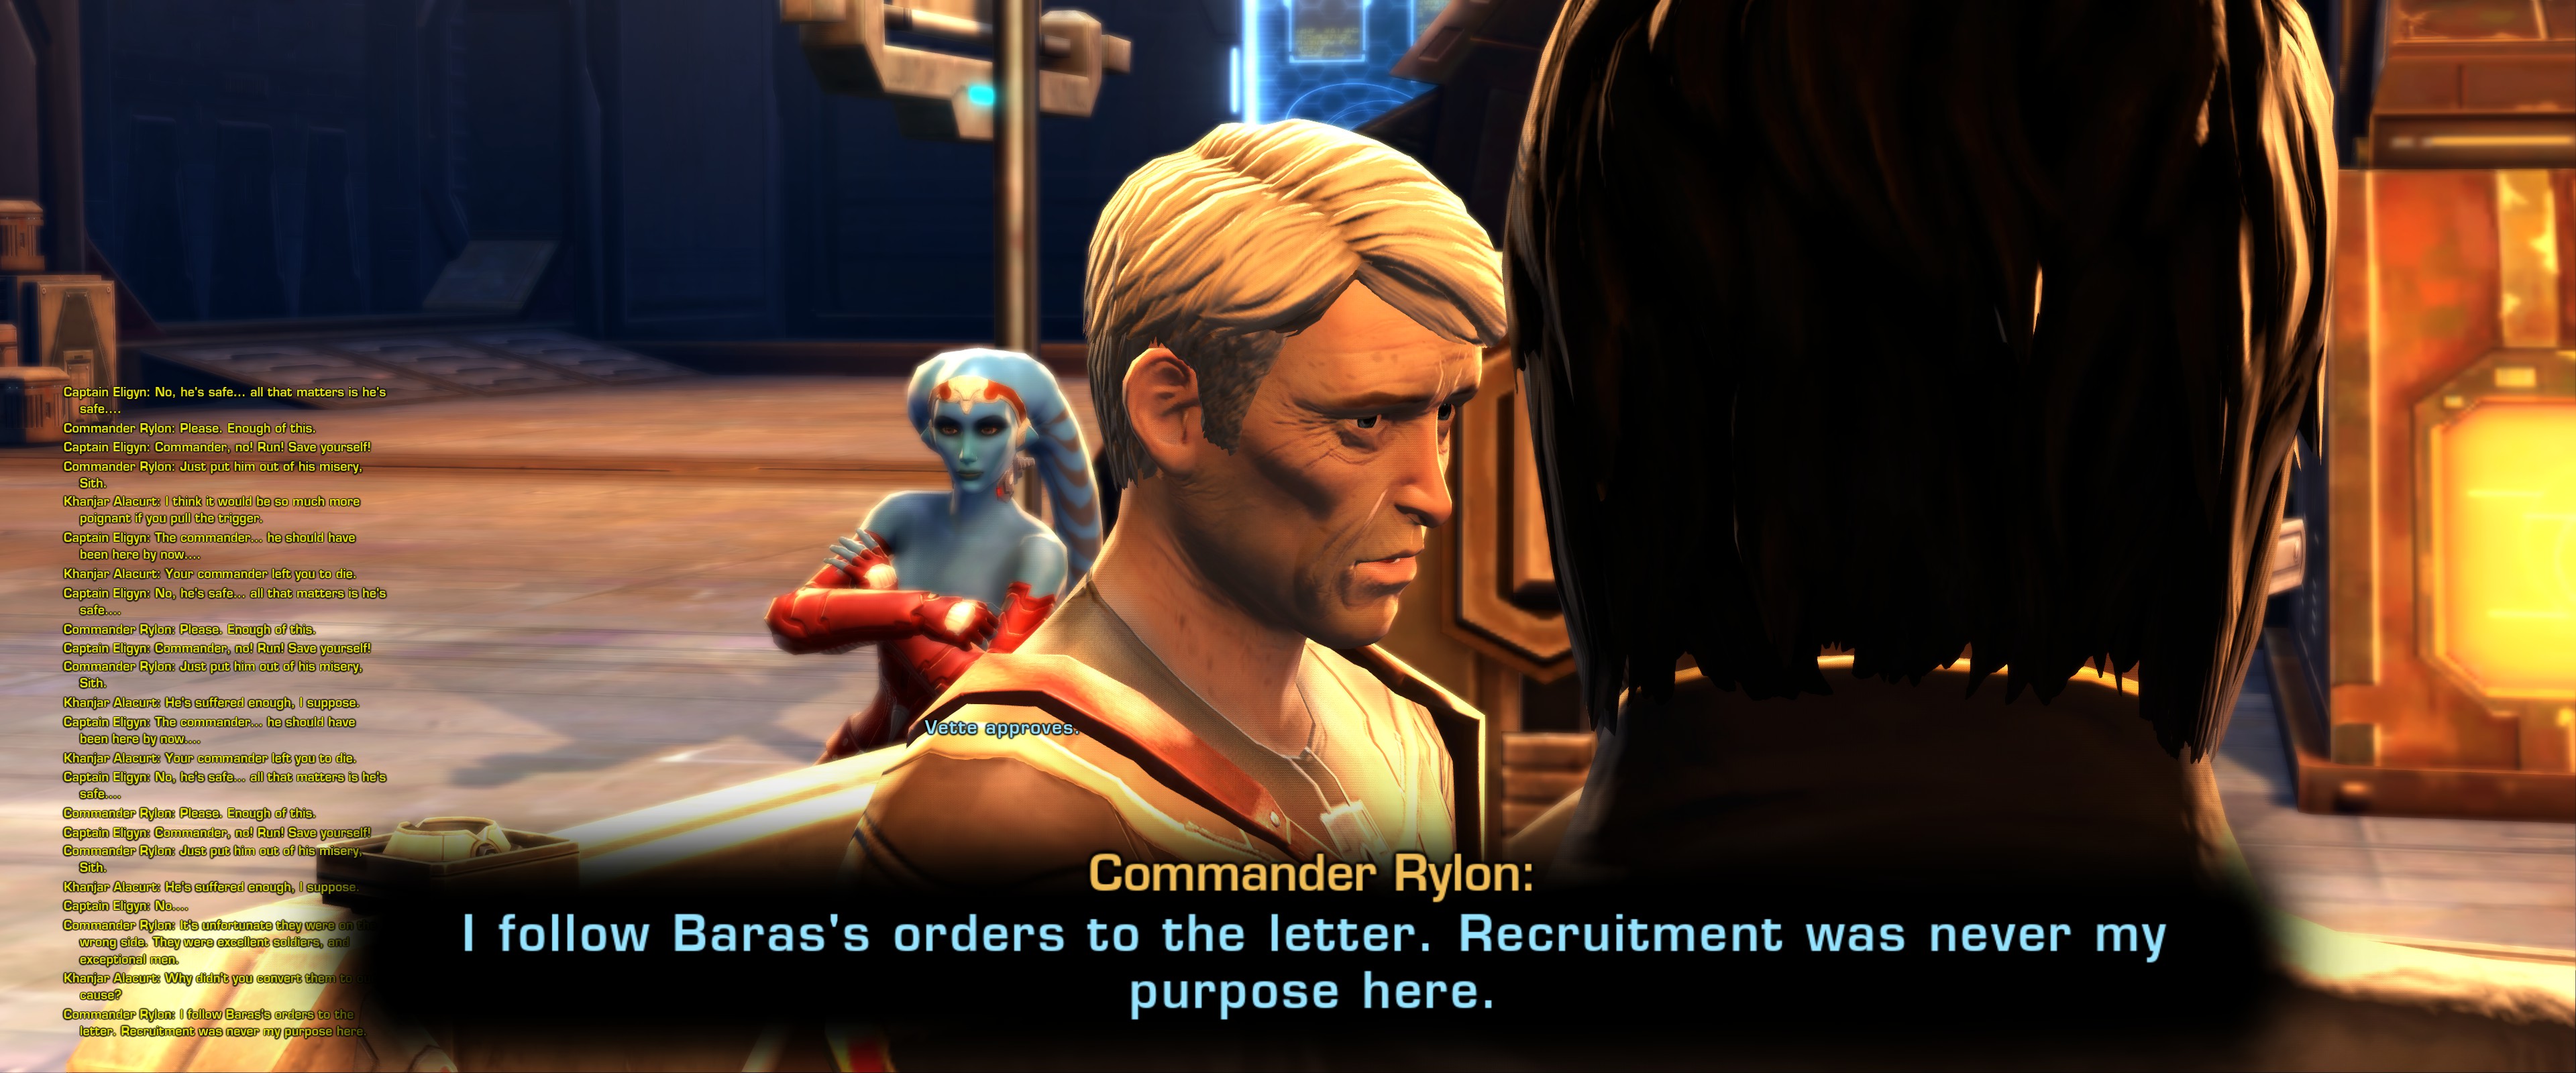 Captain Eligyn: No, he's safe... all that matters is he's
safe....
Commander Rylon: Please. Enough of this.
Captain Eligyn: Commander, no! Run! Save yourself!
Commander Rylon: Just put him out of his misery,
Sith.
Khanjar Alacurt: I think it would be so much more
poignant if you pull the trigger.
Captain Eligyn: The commander... he should have
been here by now....
Khanjar Alacurt: Your commander left you to die.
Captain Eligyn: No, he's safe... all that matters is he's
safe....
Commander Rylon: Please. Enough of this.
Captain Eligyn: Commander, no! Run! Save yourself!
Commander Rylon: Just put him out of his misery,
Sith.
Khanjar Alacurt: He's suffered enough, I suppose.
Captain Eligyn: The commander... he should have
been here by now....
Khanjar Alacurt: Your commander left you to die.
Captain Eligyn: No, he's safe... all that matters is he's
safe....
Commander Rylon: Please. Enough of this.
Captain Eligyn: Commander, no! Run! Save yourself!
Commander Rylon: Just put him out of his misery,
Sith.
Khanjar Alacurt: He's suffered enough, I suppose.
Captain Eligyn: No....
Commander Rylon: It's unfortunate they were on the
wrong side. They were excellent soldiers, and
exceptional men.
Khanjar Alacurt: Why didn't you convert them to
cause?
Commander Rylon: I follow Baras's orders to the
letter. Recruitment was never my purpose here.
Vette approves.
Commander Rylon:
I follow Baras's orders to the letter. Recruitment was never my
purpose here.